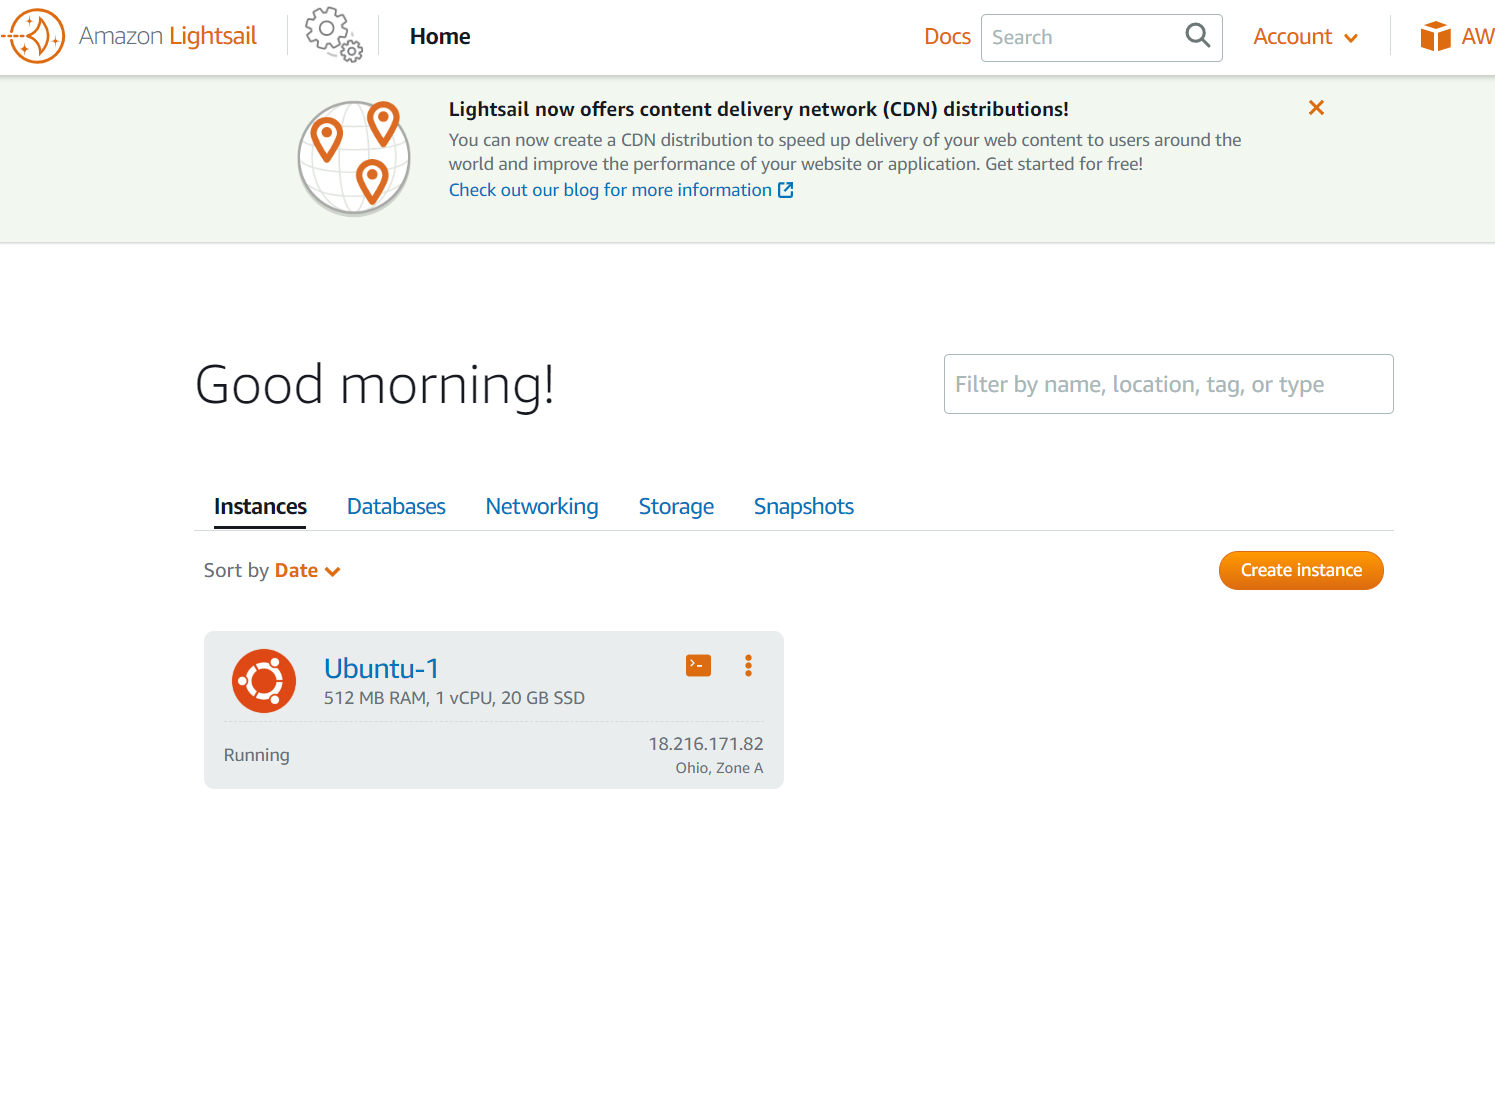 Amazon Lightsail
Home
Docs
Search
Account
AW
Lightsail now offers content delivery network (CDN) distributions!
You can now create a CDN distribution to speed up delivery of your web content to users around the
world and improve the performance of your website or application. Get started for free!
Check out our blog for more information
Good morning!
Filter by name, location, tag, or type
Instances
Databases
Networking
Storage
Snapshots
Sort by Date
Create instance
Ubuntu-1
512 MB RAM, 1 vCPU, 20 GB SSD
Running
18.216.171.82
Ohio, Zone A